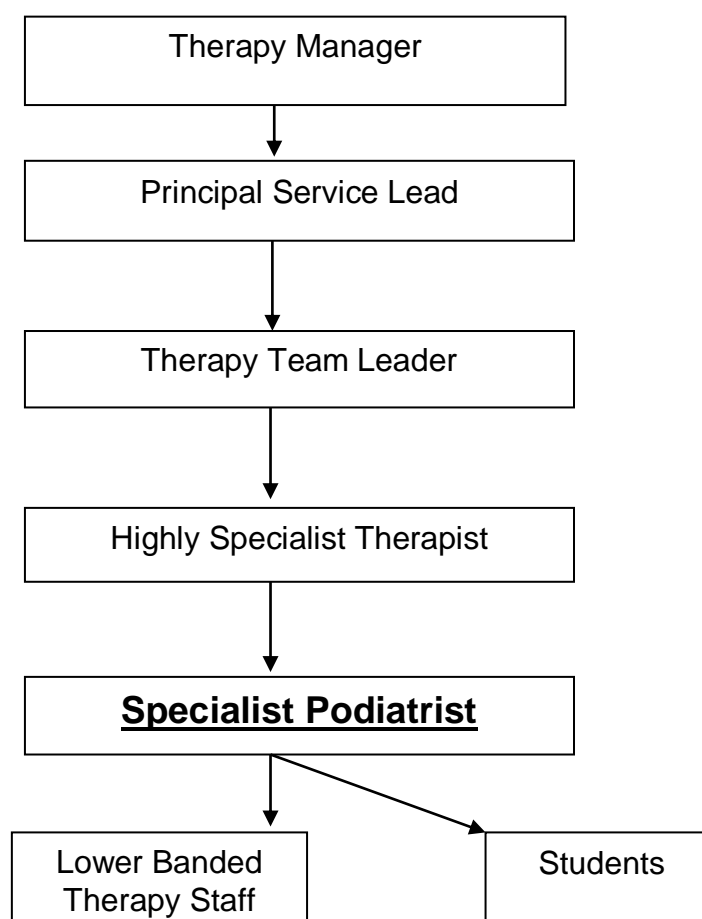 Therapy Manager
Principal Service Lead
Therapy Team Leader
Highly Specialist Therapist
Specialist Podiatrist
Lower Banded
Therapy Staff
Students